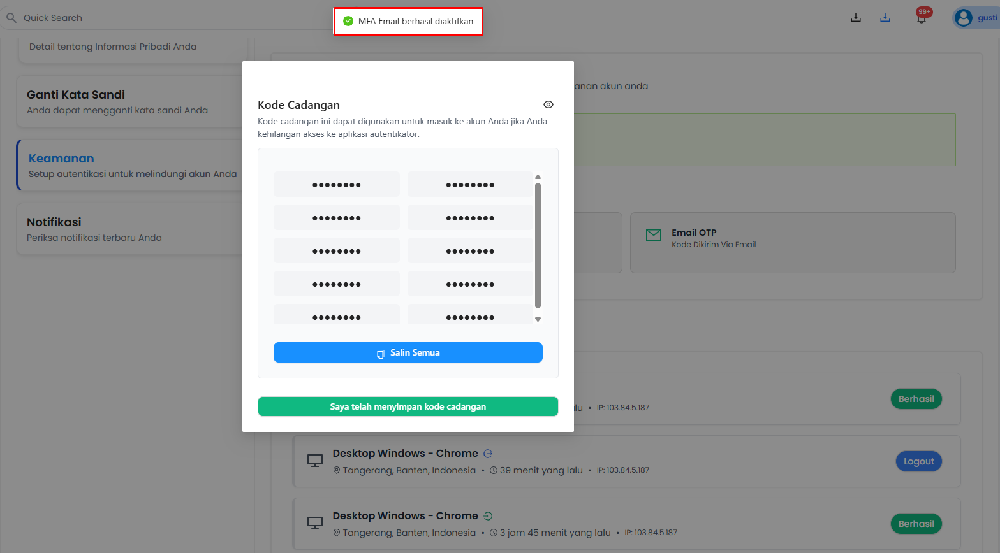 Quick Search
MFA Email berhasil diaktifkan
99+
gusti
Detail tentang Informasi Pribadi Anda
Ganti Kata Sandi
Anda dapat mengganti kata sandi Anda
Keamanan
Setup autentikasi untuk melindungi akun Anda
Notifikasi
Periksa notifikasi terbaru Anda
Kode Cadangan
Kode cadangan ini dapat digunakan untuk masuk ke akun Anda jika Anda
kehilangan akses ke aplikasi autentikator.
●●●●●●●● ●●●●●●●●
●●●●●●●● ●●●●●●●●
●●●●●●●● ●●●●●●●●
●●●●●●●● ●●●●●●●●
●●●●●●●● ●●●●●●●●
Salin Semua
Saya telah menyimpan kode cadangan
akun anda
Email OTP
Kode Dikirim Via Email
• IP: 103.84.5.187
Berhasil
Desktop Windows - Chrome
Tangerang, Banten, Indonesia • 39 menit yang lalu • IP: 103.84.5.187
Logout
Desktop Windows - Chrome
Tangerang, Banten, Indonesia • 3 jam 45 menit yang lalu • IP: 103.84.5.187
Berhasil